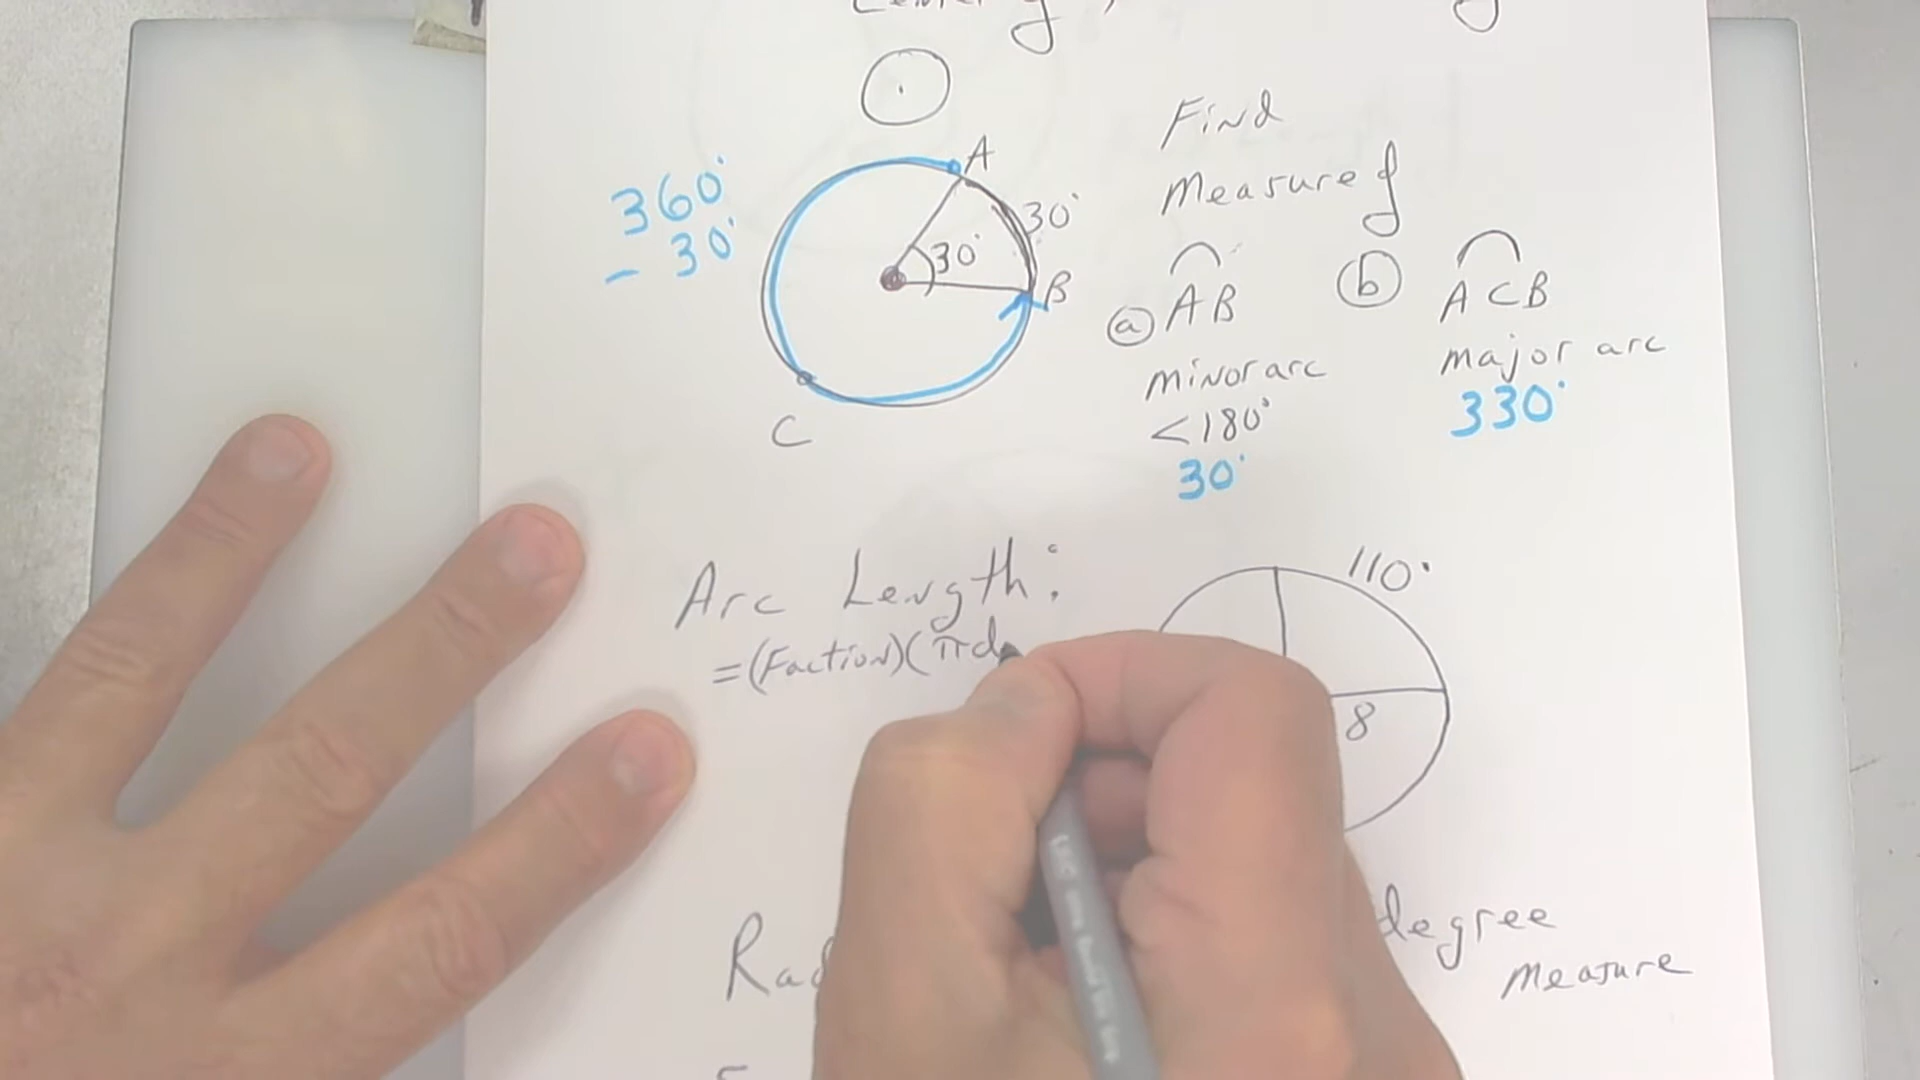 360°
- 30°
A
30°
30°
B
C
Find
Measure of
a AB
minor arc
<180°
30°
b ACB
major arc
330°
Arc Length:
=(Faction)(πd
110°
8
degree
measure